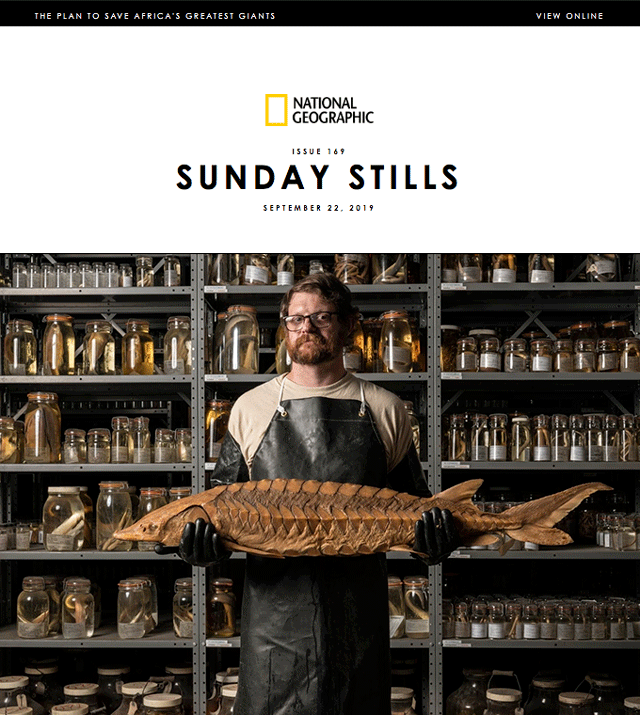 THE PLAN TO SAVE AFRICA'S GREATEST GIANTS
VIEW ONLINE
NATIONAL
GEOGRAPHIC
ISSUE 169
SUNDAY STILLS
SEPTEMBER 22, 2019